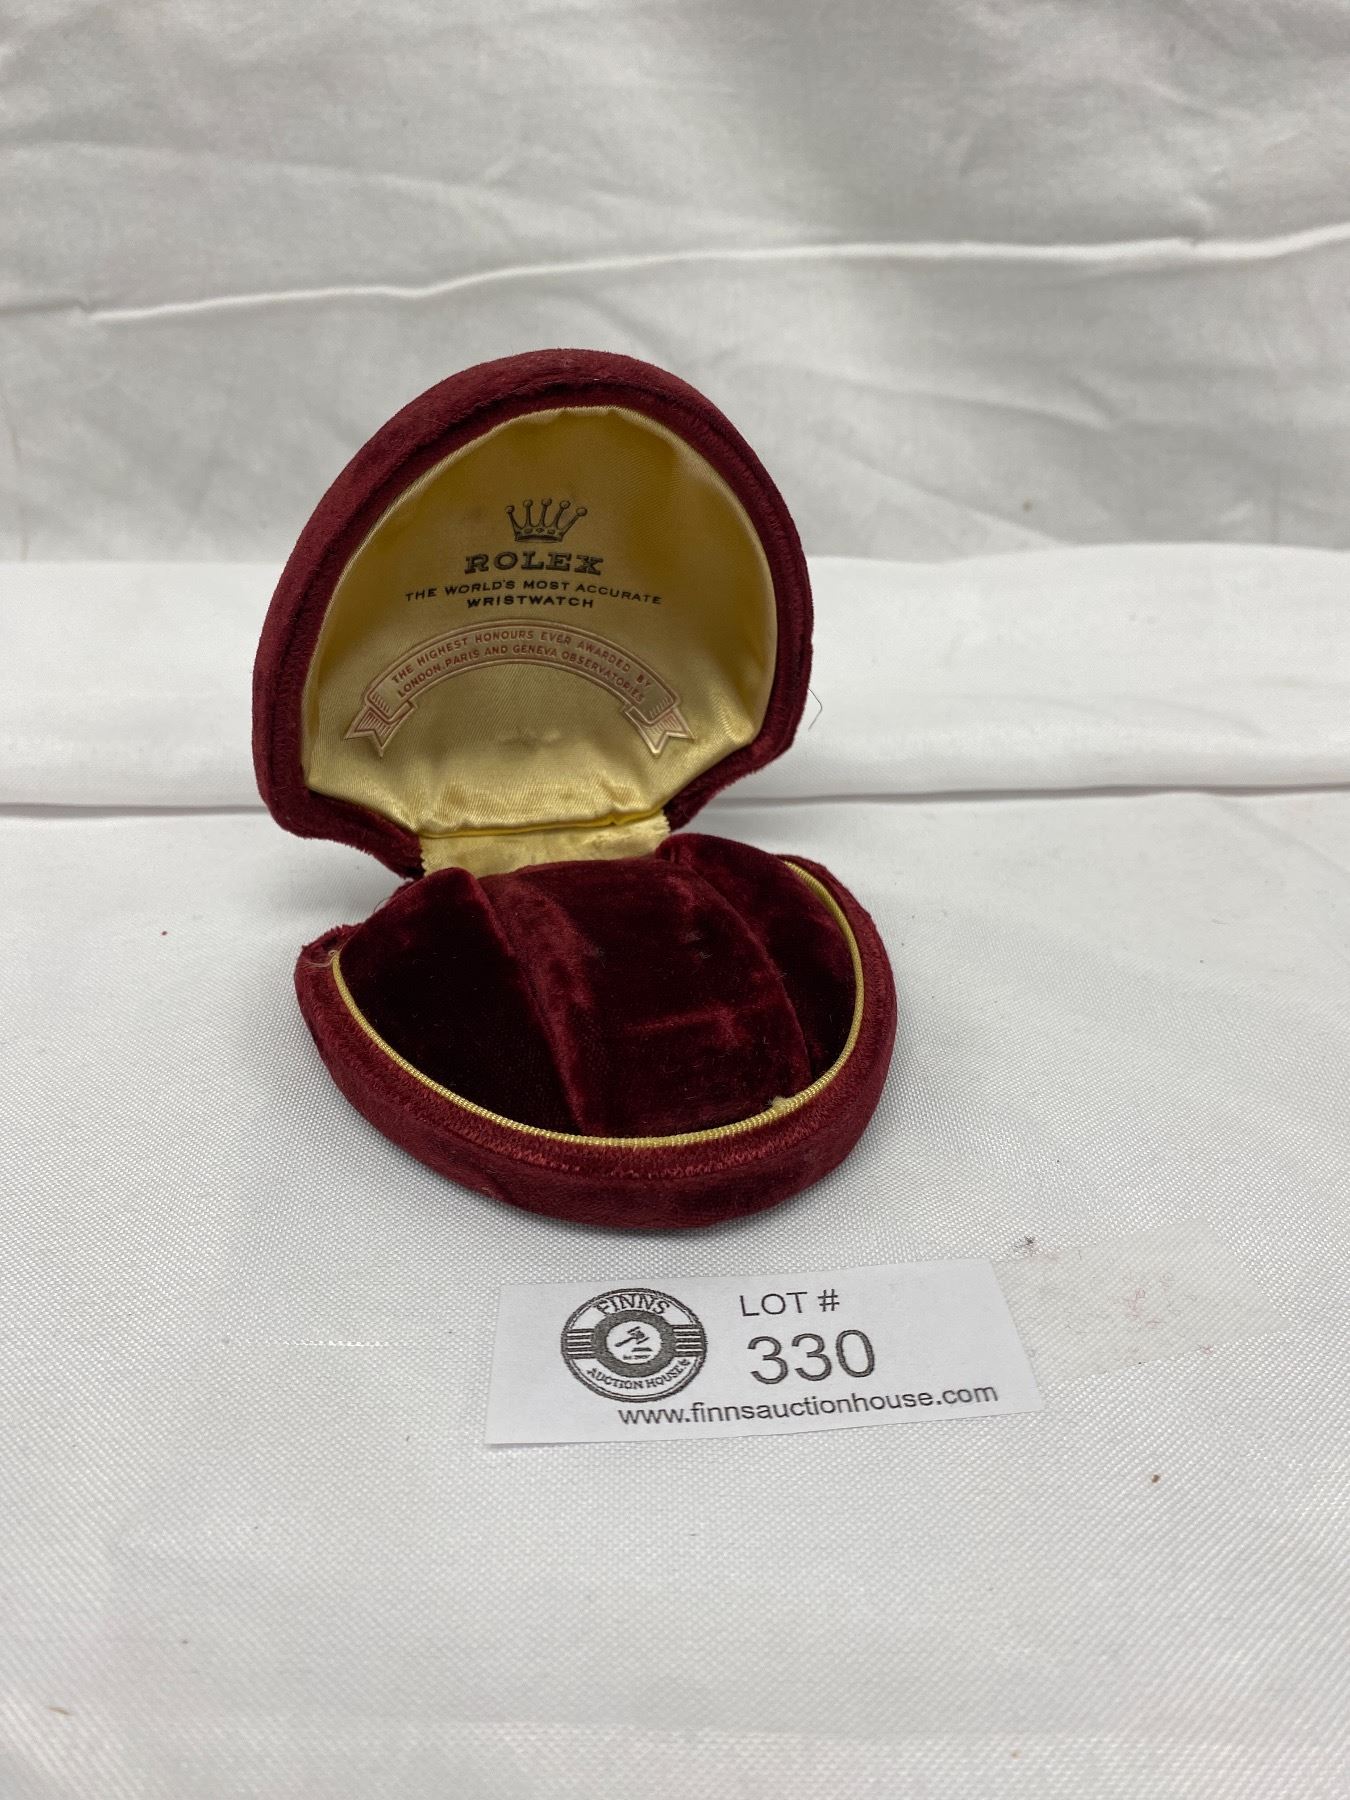 ROLEX
THE WORLD'S MOST ACCURATE
WRISTWATCH
THE HIGHEST HONOURS EVER AWARDED BY
LONDON, PARIS AND GENEVA OBSERVATORIES
FINNS
AUCTION HOUSE
LOT #
330
www.finnsauctionhouse.com